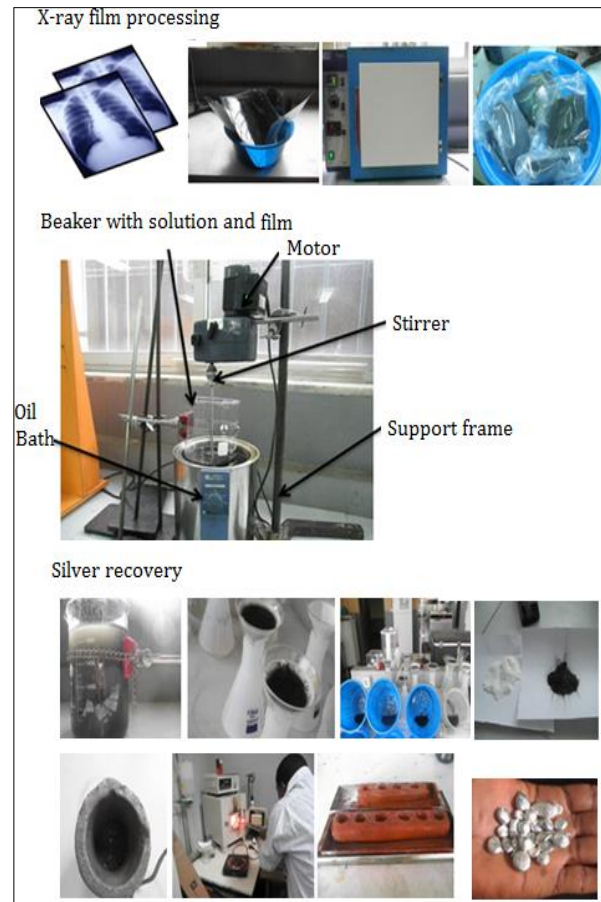 X-ray film processing
Beaker with solution and film
Motor
Stirrer
Oil
Bath
Support frame
Silver recovery